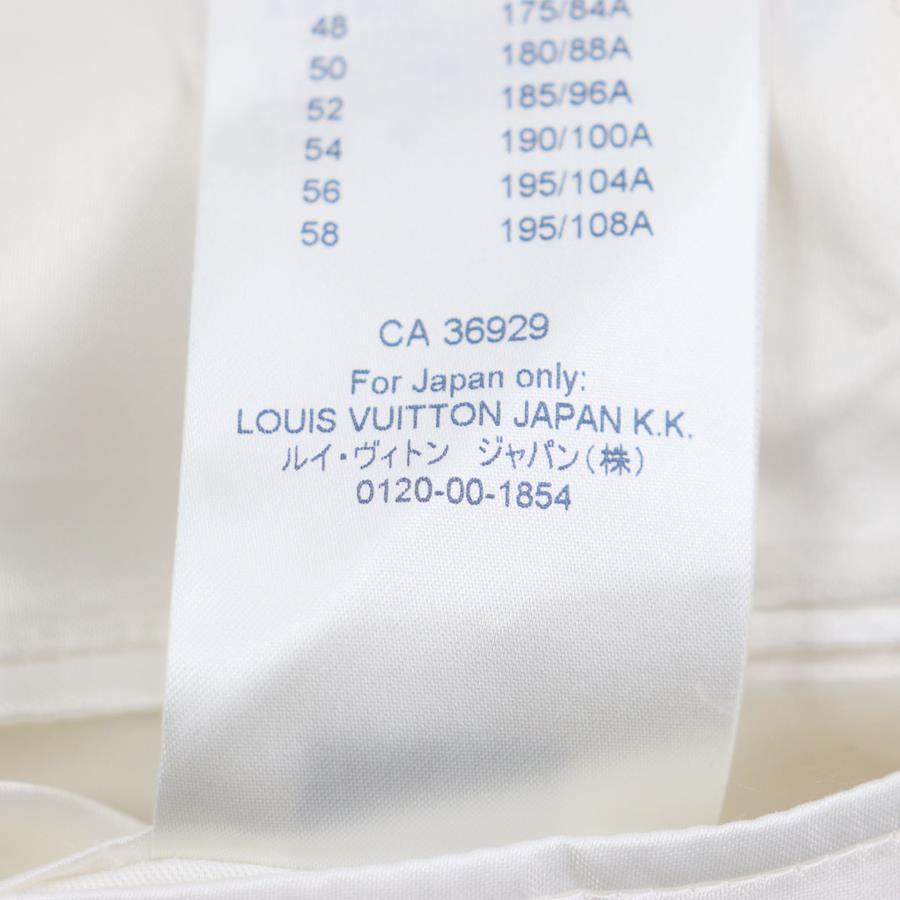 48 175/84A
50 180/88A
52 185/96A
54 190/100A
56 195/104A
58 195/108A
CA 36929
For Japan only:
LOUIS VUITTON JAPAN K.K.
ルイ・ヴィトン　ジャパン(株)
0120-00-1854